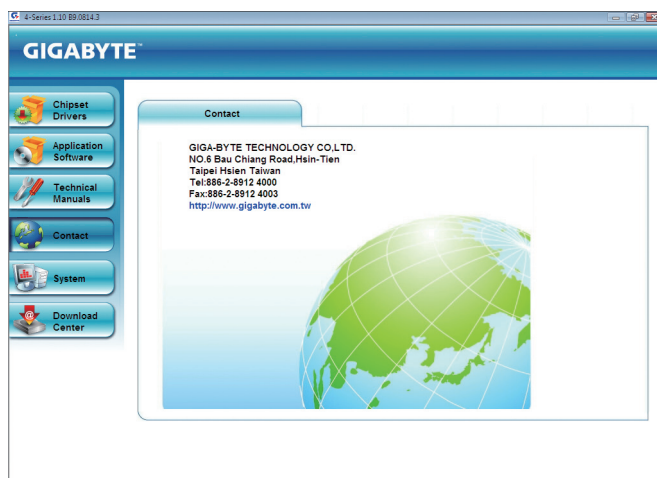 4-Series 1.10 B9.0814.3
GIGABYTE™
Chipset
Drivers
Application
Software
Technical
Manuals
Contact
System
Download
Center
Contact
GIGA-BYTE TECHNOLOGY CO,LTD.
NO.6 Bau Chiang Road,Hsin-Tien
Taipei Hsien Taiwan
Tel:886-2-8912 4000
Fax:886-2-8912 4003
http://www.gigabyte.com.tw